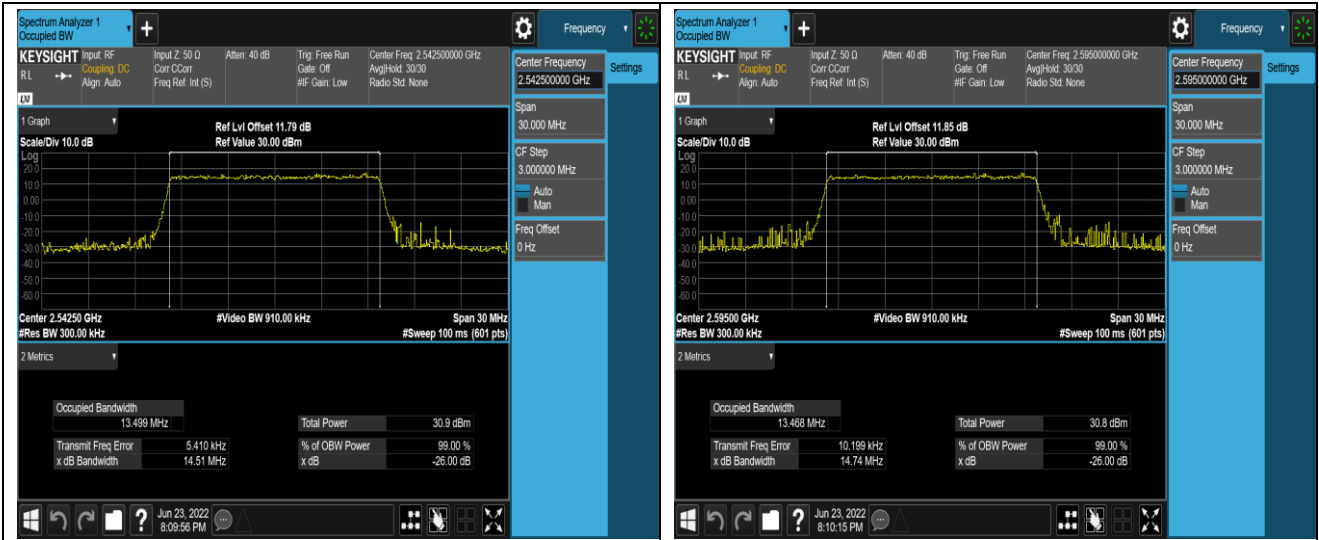 Spectrum Analyzer 1
Occupied BW
+
Frequency
KEYSIGHT Input: RF Input Z: 50 Ω Atten: 40 dB Trig: Free Run Center Freq: 2.542500000 GHz
Coupling: DC Corr CCorr Gate: Off Avg|Hold: 30/30
RL Align: Auto Freq Ref: Int (S) #IF Gain: Low Radio Std: None
LXI
Center Frequency
2.542500000 GHz
Settings
Span
30.000 MHz
CF Step
3.000000 MHz
Auto
Man
Freq Offset
0 Hz
1 Graph
Ref Lvl Offset 11.79 dB
Scale/Div 10.0 dB Ref Value 30.00 dBm
Log
20.0
10.0
0.00
-10.0
-20.0
-30.0
-40.0
-50.0
-60.0
Center 2.54250 GHz #Video BW 910.00 kHz Span 30 MHz
#Res BW 300.00 kHz #Sweep 100 ms (601 pts)
2 Metrics
Occupied Bandwidth
13.499 MHz Total Power 30.9 dBm
Transmit Freq Error 5.410 kHz % of OBW Power 99.00 %
x dB Bandwidth 14.51 MHz x dB -26.00 dB
?
Jun 23, 2022
8:09:56 PM
Spectrum Analyzer 1
Occupied BW
+
Frequency
KEYSIGHT Input: RF Input Z: 50 Ω Atten: 40 dB Trig: Free Run Center Freq: 2.595000000 GHz
Coupling: DC Corr CCorr Gate: Off Avg|Hold: 30/30
RL Align: Auto Freq Ref: Int (S) #IF Gain: Low Radio Std: None
LXI
Center Frequency
2.595000000 GHz
Settings
Span
30.000 MHz
CF Step
3.000000 MHz
Auto
Man
Freq Offset
0 Hz
1 Graph
Ref Lvl Offset 11.85 dB
Scale/Div 10.0 dB Ref Value 30.00 dBm
Log
20.0
10.0
0.00
-10.0
-20.0
-30.0
-40.0
-50.0
-60.0
Center 2.59500 GHz #Video BW 910.00 kHz Span 30 MHz
#Res BW 300.00 kHz #Sweep 100 ms (601 pts)
2 Metrics
Occupied Bandwidth
13.468 MHz Total Power 30.8 dBm
Transmit Freq Error 10.199 kHz % of OBW Power 99.00 %
x dB Bandwidth 14.74 MHz x dB -26.00 dB
?
Jun 23, 2022
8:10:15 PM